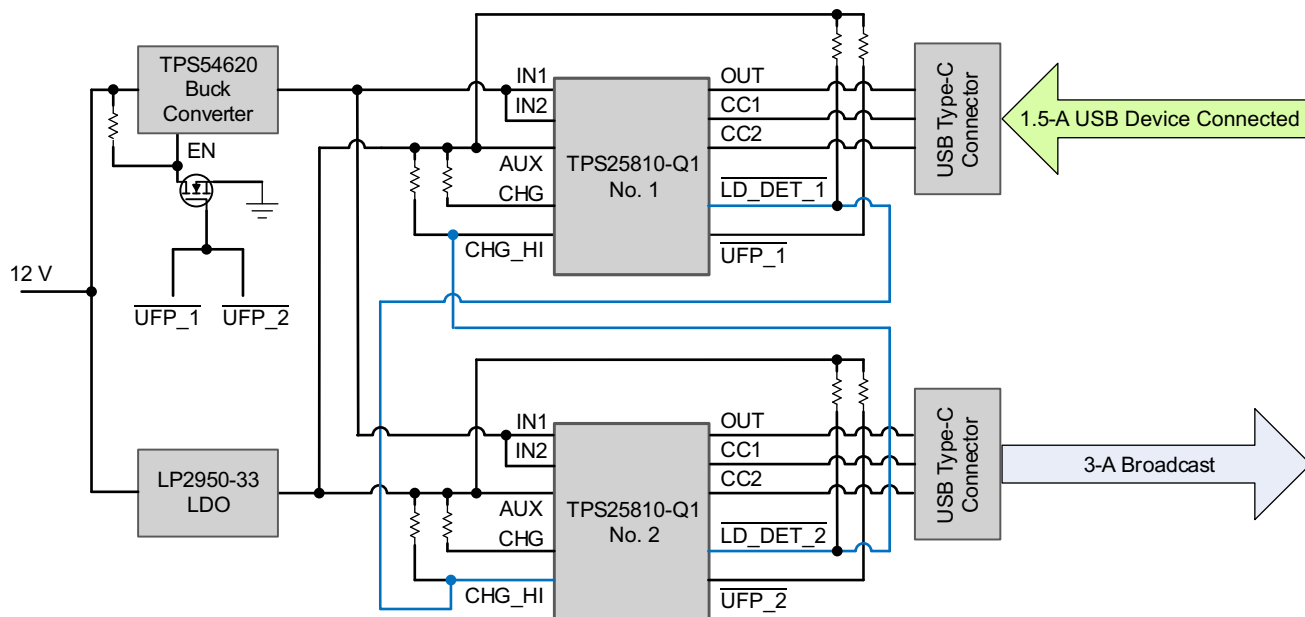 TPS54620
Buck
Converter
EN
12 V
UFP_1
UFP_2
LP2950-33
LDO
IN1
IN2
AUX
CHG
CHG_HI
TPS25810-Q1
No. 1
OUT
CC1
CC2
LD_DET_1
UFP_1
USB Type-C
Connector
1.5-A USB Device Connected
IN1
IN2
AUX
CHG
CHG_HI
TPS25810-Q1
No. 2
OUT
CC1
CC2
LD_DET_2
UFP_2
USB Type-C
Connector
3-A Broadcast